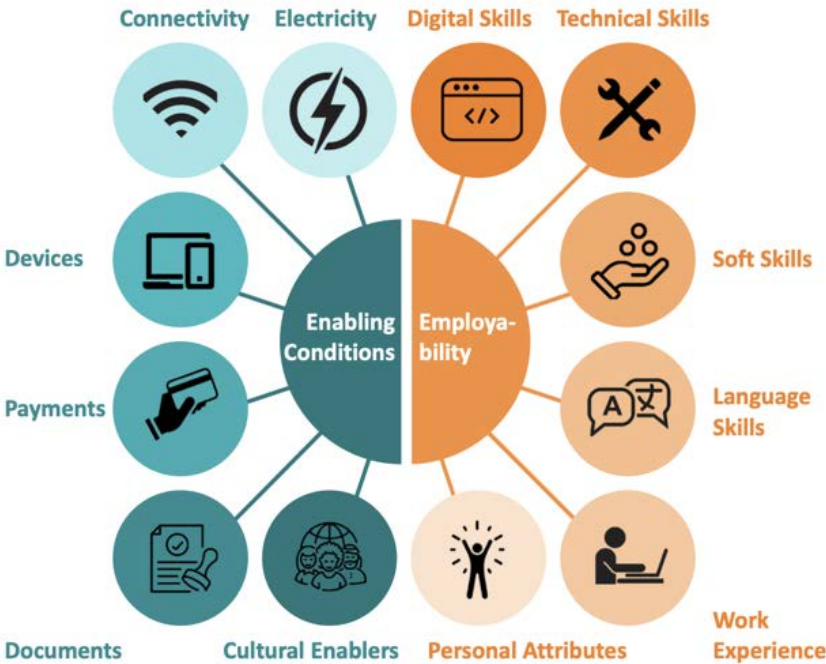 Connectivity
Electricity
Digital Skills
Technical Skills
</>
Devices
Soft Skills
Enabling
Conditions
Employa-
bility
Payments
A
Language
Skills
Documents
Cultural Enablers
Personal Attributes
Work
Experience